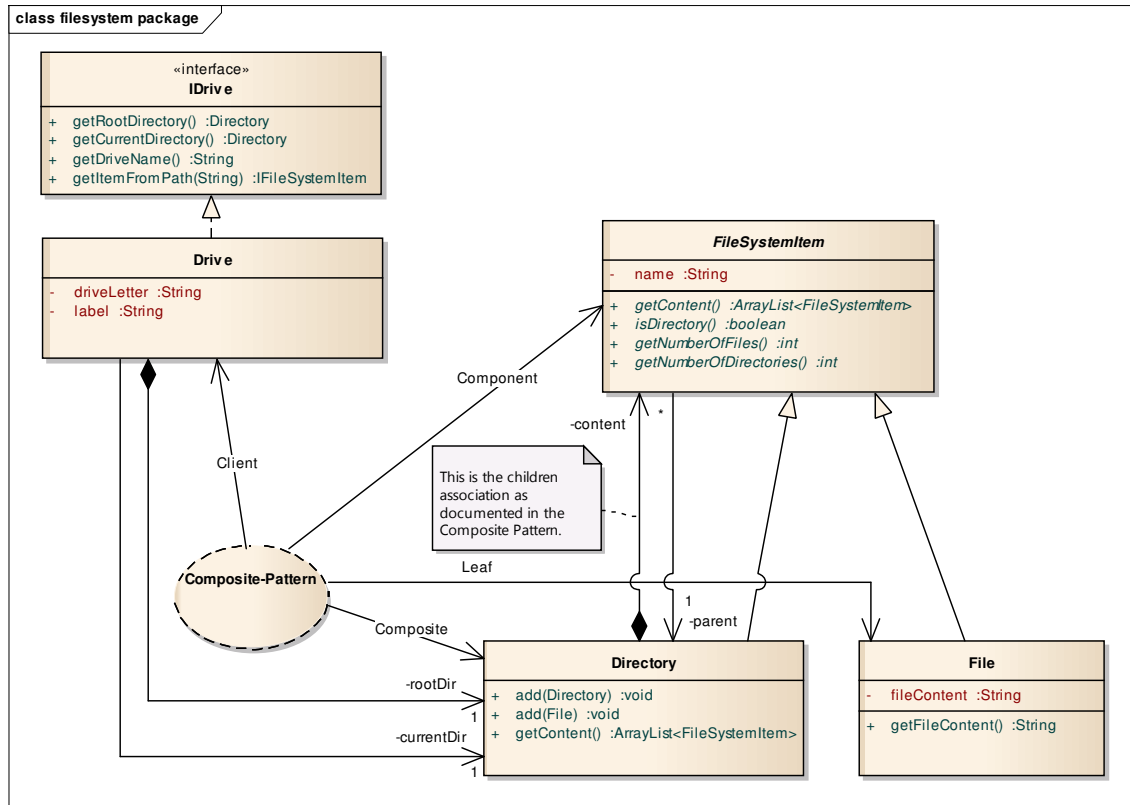 class filesystem package
«interface»
IDrive
+ getRootDirectory() :Directory
+ getCurrentDirectory() :Directory
+ getDriveName() :String
+ getItemFromPath(String) :IFileSystemItem
Drive
- driveLetter :String
- label :String
FileSystemItem
- name :String
+ getContent() :ArrayList<FileSystemItem>
+ isDirectory() :boolean
+ getNumberOfFiles() :int
+ getNumberOfDirectories() :int
Component
-content
*
Client
This is the children
association as
documented in the
Composite Pattern.
Composite-Pattern
Leaf
1
-parent
Composite
-rootDir
1
-currentDir
1
Directory
+ add(Directory) :void
+ add(File) :void
+ getContent() :ArrayList<FileSystemItem>
File
- fileContent :String
+ getFileContent() :String